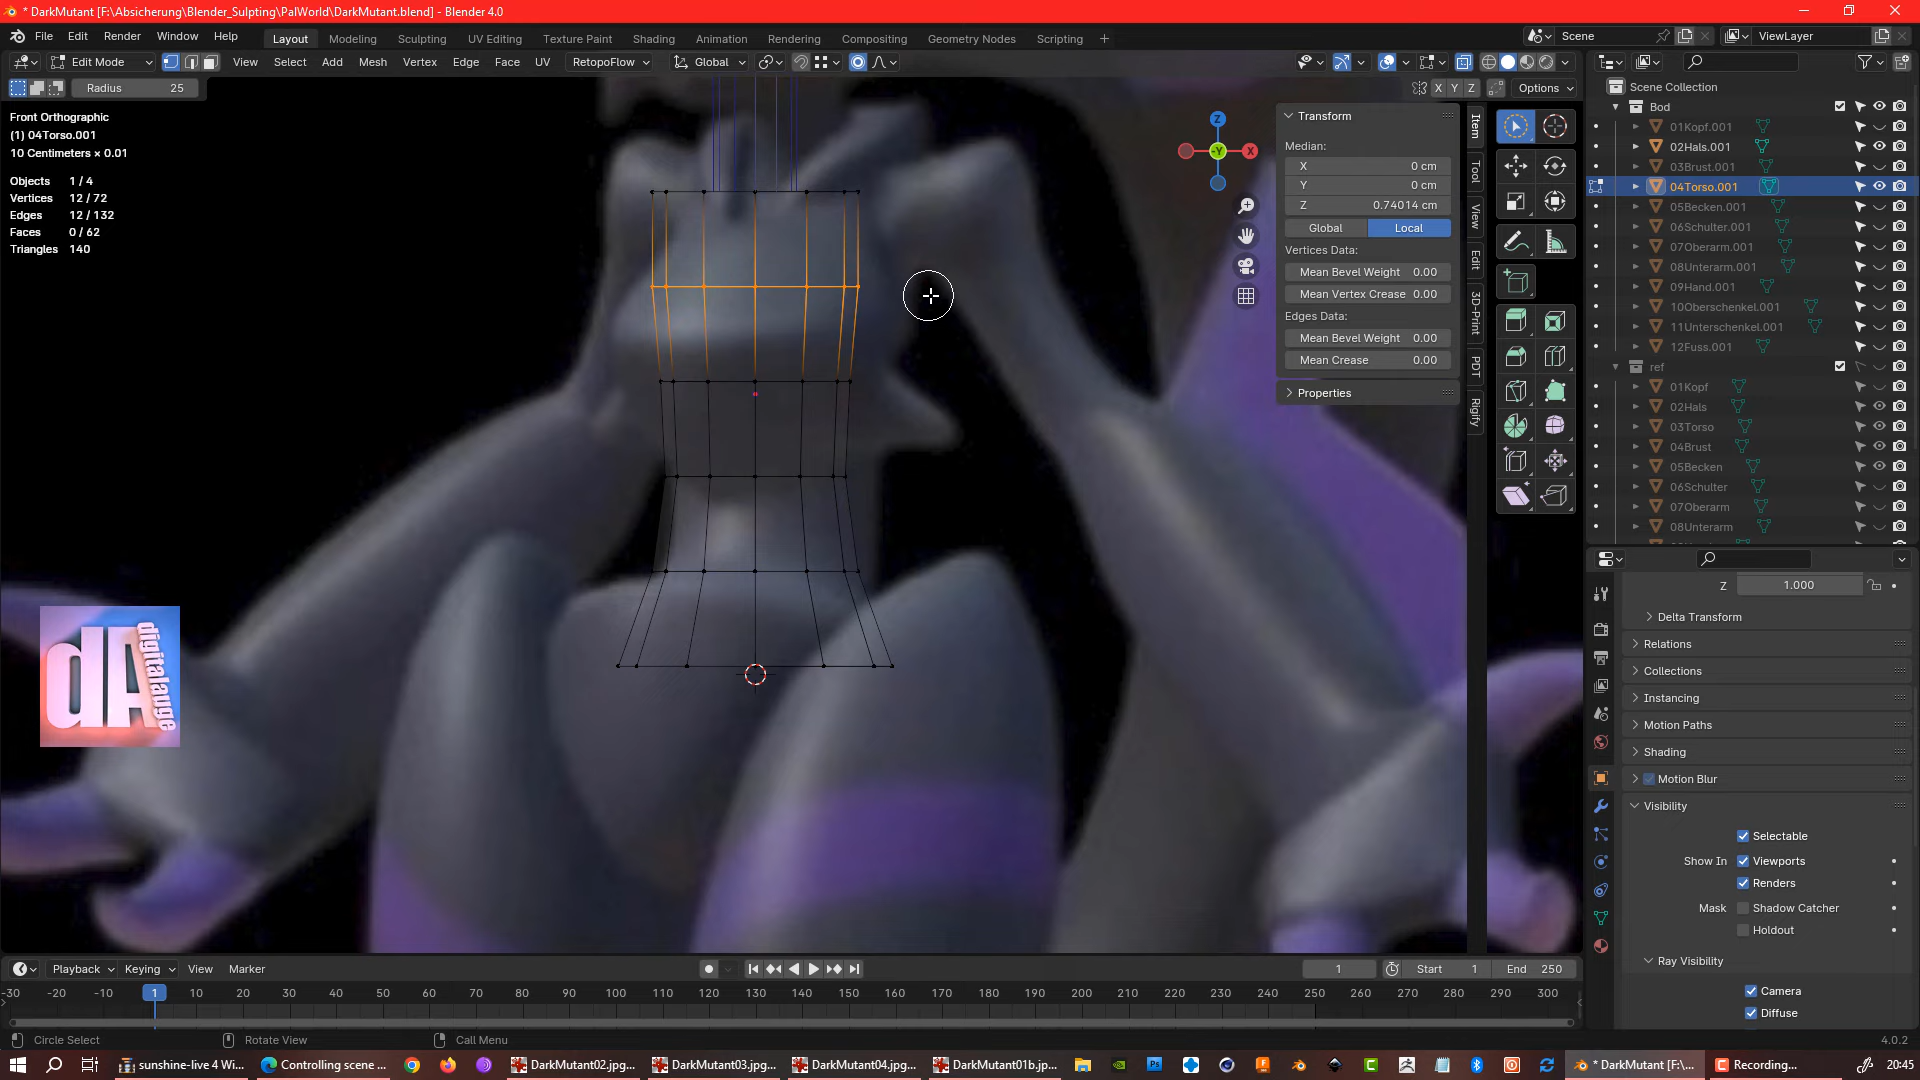 * DarkMutant [F:\Absicherung\Blender_Sulpting\PalWorld\DarkMutant.blend] - Blender 4.0
File Edit Render Window Help
Layout Modeling Sculpting UV Editing Texture Paint Shading Animation Rendering Compositing Geometry Nodes Scripting +
Scene
ViewLayer
Edit Mode View Select Add Mesh Vertex Edge Face UV RetopoFlow Global
Radius 25
X Y Z Options
Front Orthographic
(1) 04Torso.001
10 Centimeters × 0.01
Objects 1 / 4
Vertices 12 / 72
Edges 12 / 132
Faces 0 / 62
Triangles 140
Z
X
-Y
Transform
Median:
X 0 cm
Y 0 cm
Z 0.74014 cm
Global Local
Vertices Data:
Mean Bevel Weight 0.00
Mean Vertex Crease 0.00
Edges Data:
Mean Bevel Weight 0.00
Mean Crease 0.00
Properties
Item
Tool
View
Edit
3D-Print
PDT
Rigify
Scene Collection
Bod
01Kopf.001
02Hals.001
03Brust.001
04Torso.001
05Becken.001
06Schulter.001
07Oberarm.001
08Unterarm.001
09Hand.001
10Oberschenkel.001
11Unterschenkel.001
12Fuss.001
ref
01Kopf
02Hals
03Torso
04Brust
05Becken
06Schulter
07Oberarm
08Unterarm
Z 1.000
Delta Transform
Relations
Collections
Instancing
Motion Paths
Shading
Motion Blur
Visibility
Selectable
Show In Viewports
Renders
Mask Shadow Catcher
Holdout
Ray Visibility
Camera
Diffuse
dA
digitalauge
Playback Keying View Marker
1 Start 1 End 250
-30 -20 -10 1 10 20 30 40 50 60 70 80 90 100 110 120 130 140 150 160 170 180 190 200 210 220 230 240 250 260 270 280 290 300
Circle Select Rotate View Call Menu
4.0.2
sunshine-live 4 Wi... Controlling scene ... DarkMutant02.jpg... DarkMutant03.jpg... DarkMutant04.jpg... DarkMutant01b.jp... * DarkMutant [F:\... Recording... 20:45